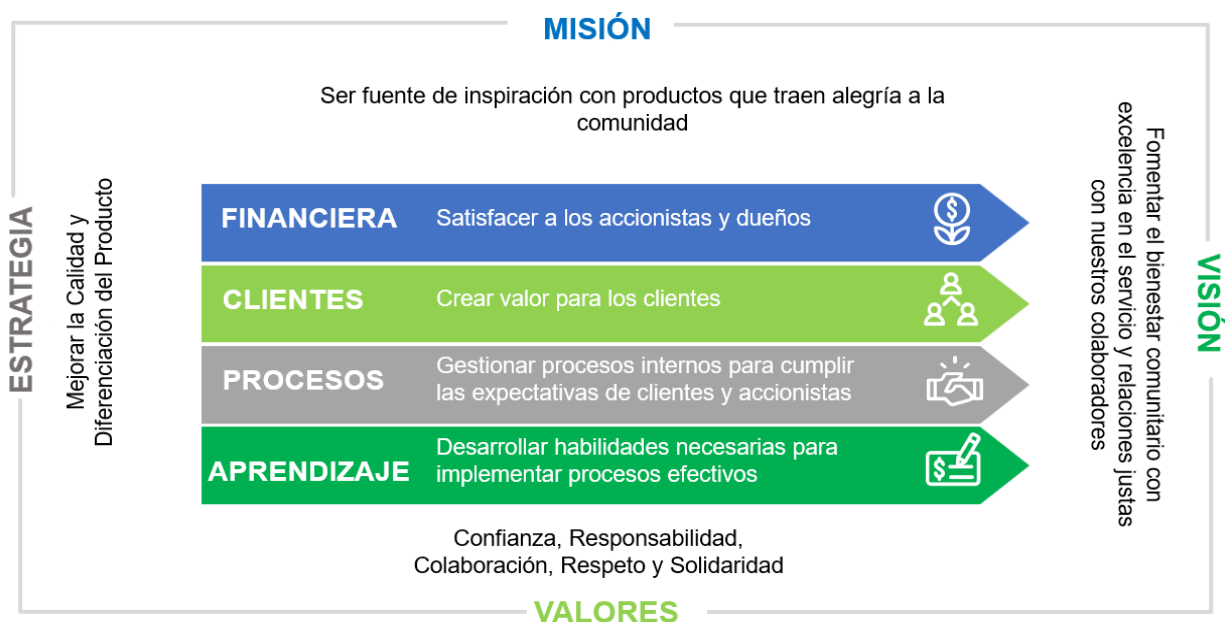 MISIÓN
Ser fuente de inspiración con productos que traen alegría a la
comunidad
ESTRATEGIA
Mejorar la Calidad y
Diferenciación del Producto
FINANCIERA
Satisfacer a los accionistas y dueños
CLIENTES
Crear valor para los clientes
PROCESOS
Gestionar procesos internos para cumplir
las expectativas de clientes y accionistas
APRENDIZAJE
Desarrollar habilidades necesarias para
implementar procesos efectivos
Fomentar el bienestar comunitario con
excelencia en el servicio y relaciones justas
con nuestros colaboradores
VISIÓN
Confianza, Responsabilidad,
Colaboración, Respeto y Solidaridad
VALORES